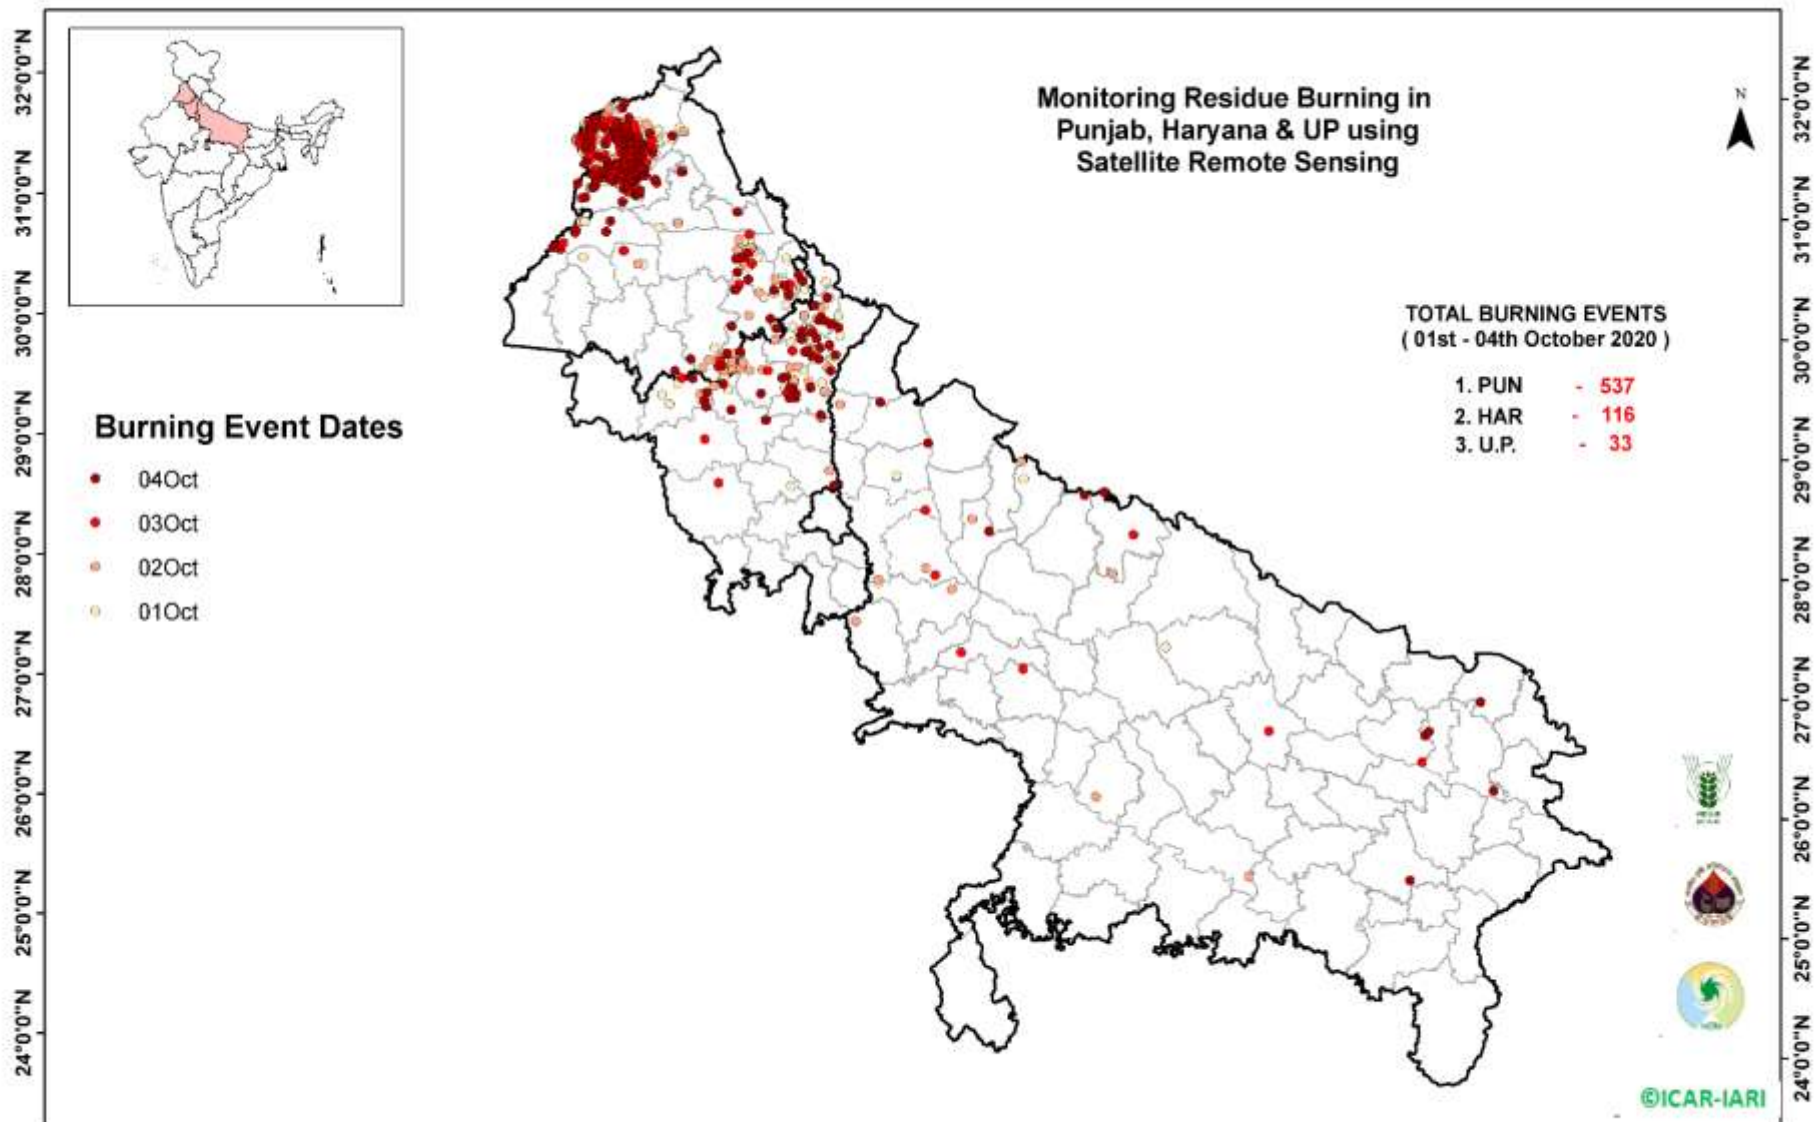 Monitoring Residue Burning in
Punjab, Haryana & UP using
Satellite Remote Sensing
N
TOTAL BURNING EVENTS
( 01st - 04th October 2020 )
1. PUN - 537
2. HAR - 116
3. U.P. - 33
Burning Event Dates
04Oct
03Oct
02Oct
01Oct
32°0'0"N
31°0'0"N
30°0'0"N
29°0'0"N
28°0'0"N
27°0'0"N
26°0'0"N
25°0'0"N
24°0'0"N
32°0'0"N
31°0'0"N
30°0'0"N
29°0'0"N
28°0'0"N
27°0'0"N
26°0'0"N
25°0'0"N
24°0'0"N
©ICAR-IARI